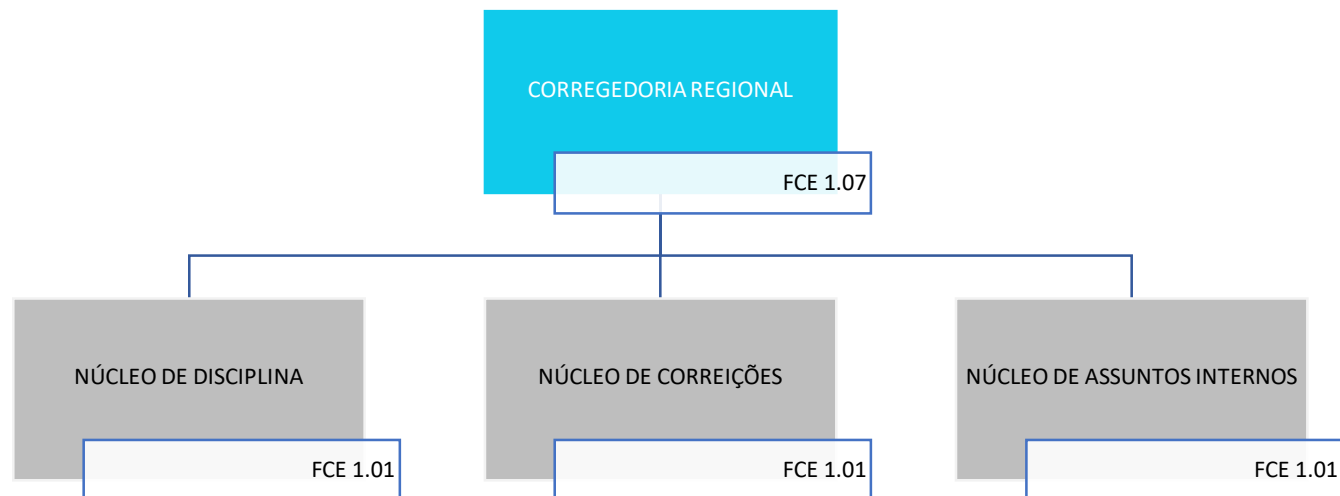 CORREGEDORIA REGIONAL
FCE 1.07
NÚCLEO DE DISCIPLINA
FCE 1.01
NÚCLEO DE CORREIÇÕES
FCE 1.01
NÚCLEO DE ASSUNTOS INTERNOS
FCE 1.01